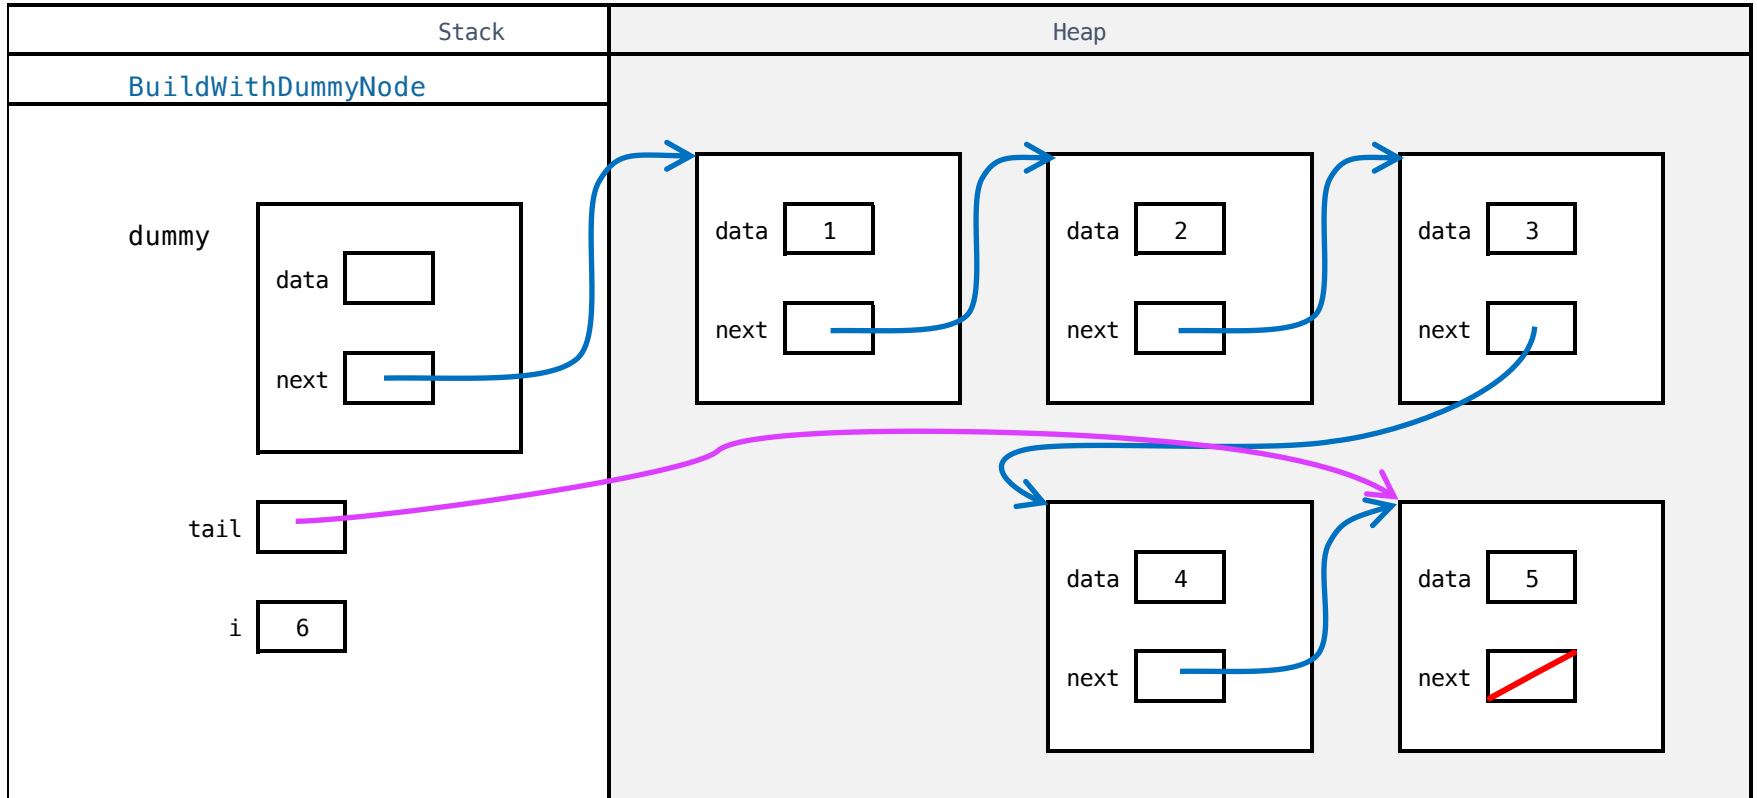 Stack
Heap
BuildWithDummyNode
dummy
data
next
tail
i 6
data 1
next
data 2
next
data 3
next
data 4
next
data 5
next